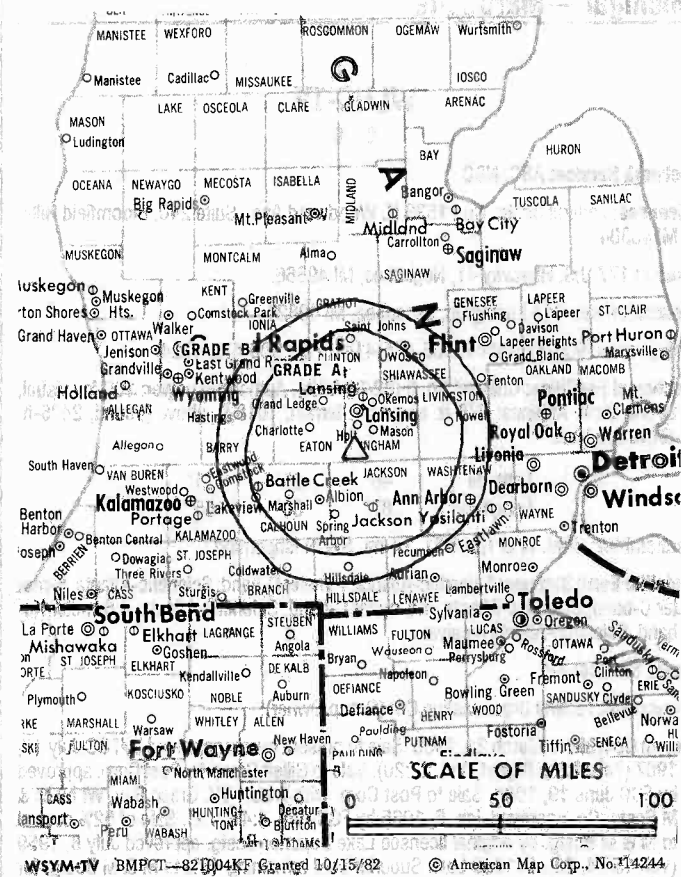 MANISTEE WEXFORD ROSCOMMON OGEMAW Wurtsmith
Manistee Cadillac MISSAUKEE IOSCO
G
LAKE OSCEOLA CLARE GLADWIN ARENAC
MASON
Ludington
HURON
BAY
OCEANA NEWAYGO MECOSTA ISABELLA MIDLAND A Bangor
Big Rapids TUSCOLA SANILAC
Mt.Pleasant Midland Bay City
Carrollton
MUSKEGON MONTCALM Alma Saginaw
SAGINAW
KENT LAPEER
Muskegon Greenville GRATIOT GENESEE
Muskegon Hts. Comstock Park N Flushing Lapeer ST. CLAIR
rton Shores IONIA Saint Johns Davison
Grand Haven OTTAWA Walker Rapids Flint Lapeer Heights Port Huron
Jenison GRADE B CLINTON Owosso Grand Blanc Marysville
Grandville East Grand Rapids SHIAWASSEE OAKLAND MACOMB
Kentwood GRADE A Fenton
Holland Wyoming Lansing Okemos LIVINGSTON Pontiac Mt. Clemens
ALLEGAN Hastings Grand Ledge Lansing Howell
Charlotte Mason Royal Oak Warren
Allegan BARRY EATON INGHAM Livonia
South Haven VAN BUREN Eastwood JACKSON WASHTENAW Detroit
Westwood Comstock Battle Creek
Kalamazoo Lakeview Marshall Albion Ann Arbor Dearborn Windso
Benton Harbor Portage CALHOUN Spring Arbor Jackson Ypsilanti WAYNE
Benton Central KALAMAZOO Eastlawn Trenton
BERRIEN Dowagiac ST. JOSEPH Tecumseh MONROE
Three Rivers Coldwater Hillsdale Adrian Monroe
Niles CASS Sturgis BRANCH HILLSDALE LENAWEE Lambertville
South Bend STEUBEN Sylvania Toledo
La Porte Elkhart LAGRANGE Angola WILLIAMS FULTON LUCAS Oregon
Mishawaka Goshen Wauseon Maumee Rossford OTTAWA Sandusky
ST JOSEPH ELKHART DE KALB Bryan Perrysburg Port Clinton
Kendallville Napoleon Fremont ERIE
Plymouth KOSCIUSKO NOBLE Auburn DEFIANCE Bowling Green SANDUSKY Clyde
MARSHALL WHITLEY ALLEN Defiance HENRY WOOD Bellevue Norwa
Warsaw Fostoria
FULTON Fort Wayne New Haven Paulding PUTNAM Tiffin SENECA
North Manchester PAULDING
MIAMI SCALE OF MILES
CASS Wabash Huntington
ansport HUNTING TON Decatur 0 50 100
Peru WABASH Bluffton
WSYM-TV BMPCT—821004KF Granted 10/15/82 © American Map Corp., No. 14244